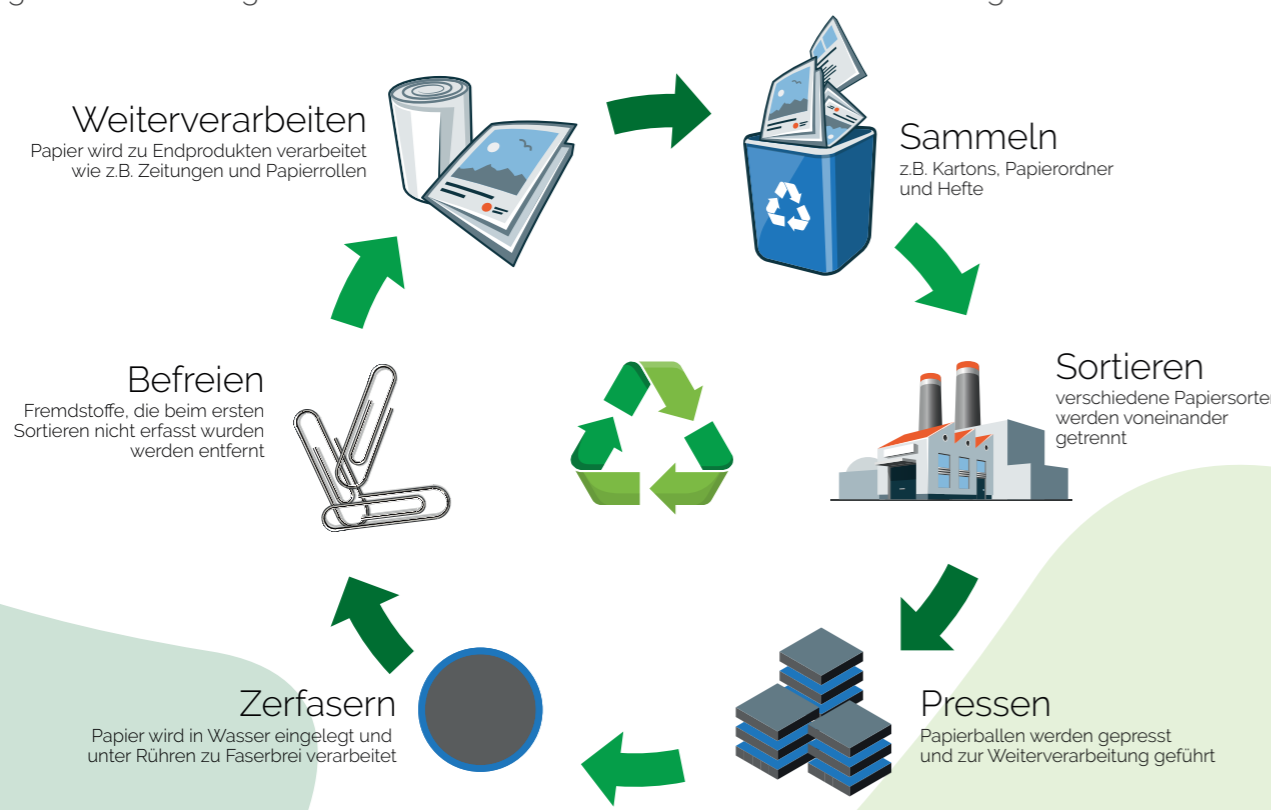 Weiterverarbeiten
Papier wird zu Endprodukten verarbeitet
wie z.B. Zeitungen und Papierrollen
Sammeln
z.B. Kartons, Papierordner
und Hefte
Sortieren
verschiedene Papiersorten
werden voneinander
getrennt
Pressen
Papierballen werden gepresst
und zur Weiterverarbeitung geführt
Zerfasern
Papier wird in Wasser eingelegt und
unter Rühren zu Faserbrei verarbeitet
Befreien
Fremdstoffe, die beim ersten
Sortieren nicht erfasst wurden
werden entfernt